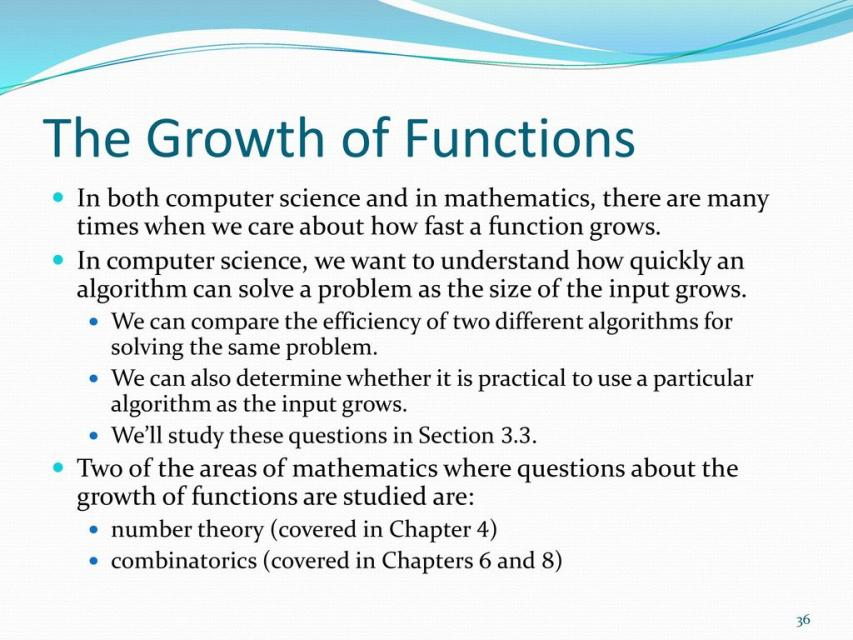 The Growth of Functions
• In both computer science and in mathematics, there are many
times when we care about how fast a function grows.
• In computer science, we want to understand how quickly an
algorithm can solve a problem as the size of the input grows.
• We can compare the efficiency of two different algorithms for
solving the same problem.
• We can also determine whether it is practical to use a particular
algorithm as the input grows.
• We’ll study these questions in Section 3.3.
• Two of the areas of mathematics where questions about the
growth of functions are studied are:
• number theory (covered in Chapter 4)
• combinatorics (covered in Chapters 6 and 8)
36